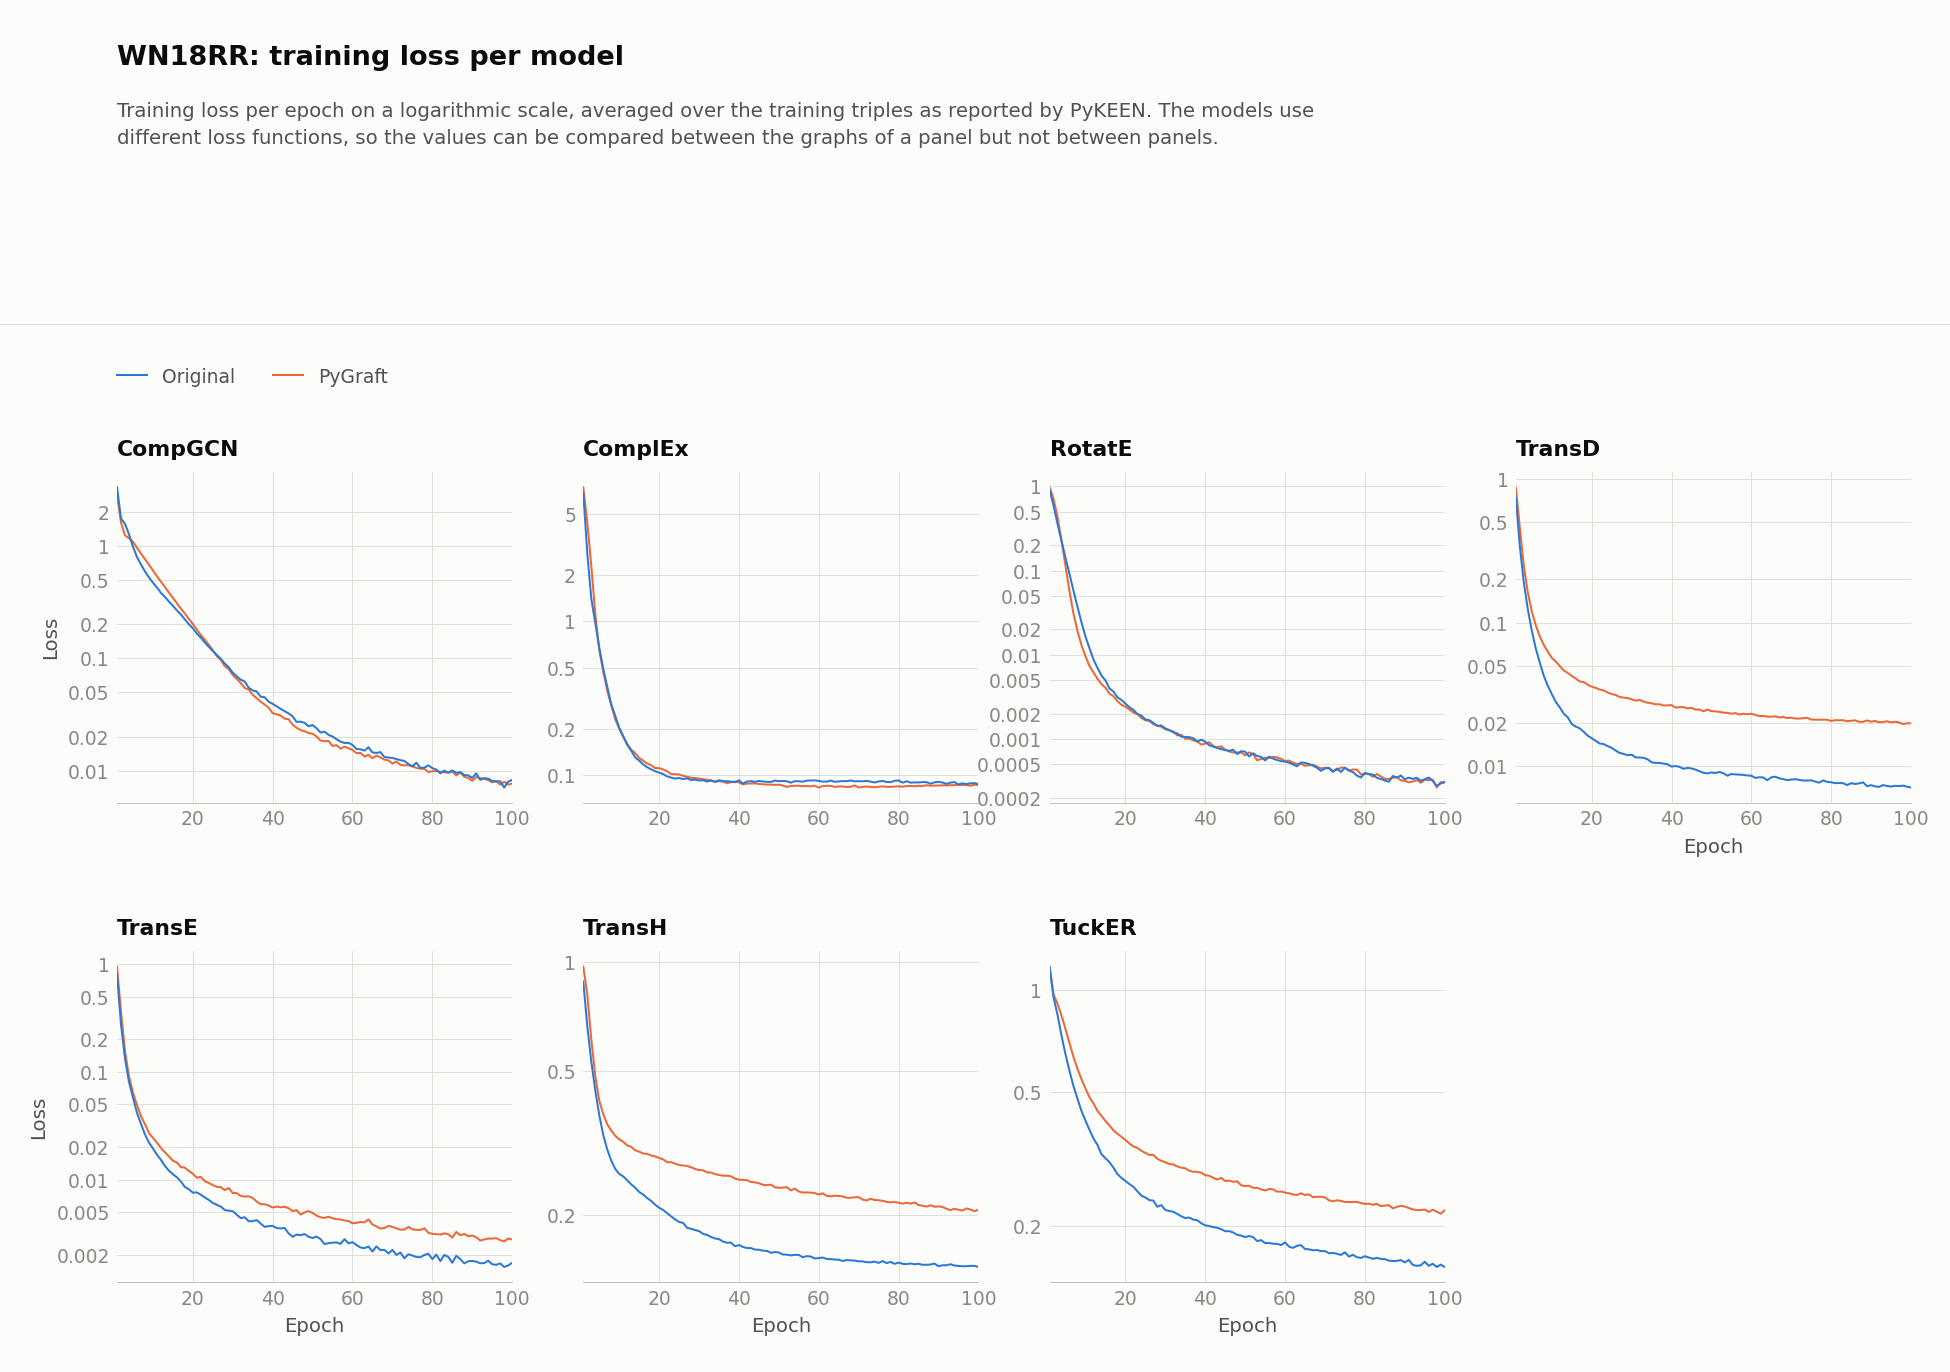 WN18RR: training loss per model
Training loss per epoch on a logarithmic scale, averaged over the training triples as reported by PyKEEN. The models use
different loss functions, so the values can be compared between the graphs of a panel but not between panels.
Original
PyGraft
CompGCN
Loss
2
1
0.5
0.2
0.1
0.05
0.02
0.01
20 40 60 80 100
ComplEx
5
2
1
0.5
0.2
0.1
20 40 60 80 100
RotatE
1
0.5
0.2
0.1
0.05
0.02
0.01
0.005
0.002
0.001
0.0005
0.0002
20 40 60 80 100
TransD
1
0.5
0.2
0.1
0.05
0.02
0.01
20 40 60 80 100
Epoch
TransE
Loss
1
0.5
0.2
0.1
0.05
0.02
0.01
0.005
0.002
20 40 60 80 100
Epoch
TransH
1
0.5
0.2
20 40 60 80 100
Epoch
TuckER
1
0.5
0.2
20 40 60 80 100
Epoch